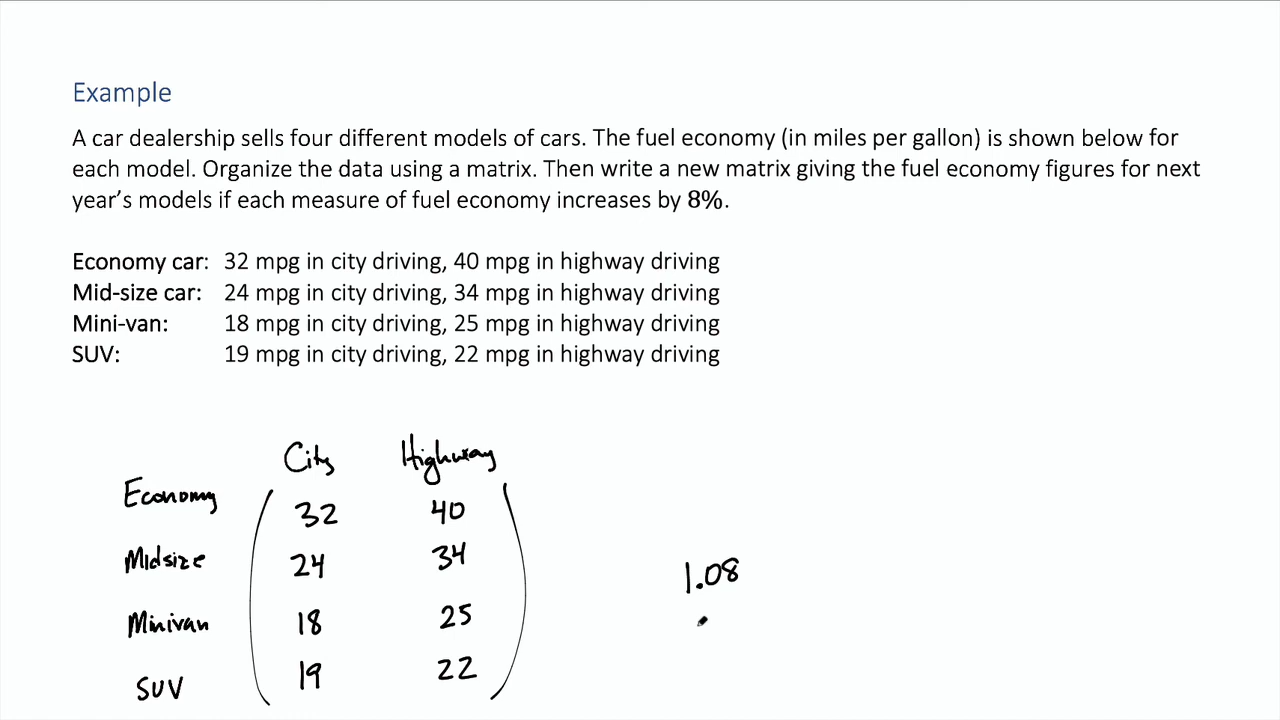 Example
A car dealership sells four different models of cars. The fuel economy (in miles per gallon) is shown below for
each model. Organize the data using a matrix. Then write a new matrix giving the fuel economy figures for next
year's models if each measure of fuel economy increases by 8%.
Economy car: 32 mpg in city driving, 40 mpg in highway driving
Mid-size car: 24 mpg in city driving, 34 mpg in highway driving
Mini-van: 18 mpg in city driving, 25 mpg in highway driving
SUV: 19 mpg in city driving, 22 mpg in highway driving
City Highway
Economy 32 40
Midsize 24 34
1.08
Minivan 18 25
SUV 19 22